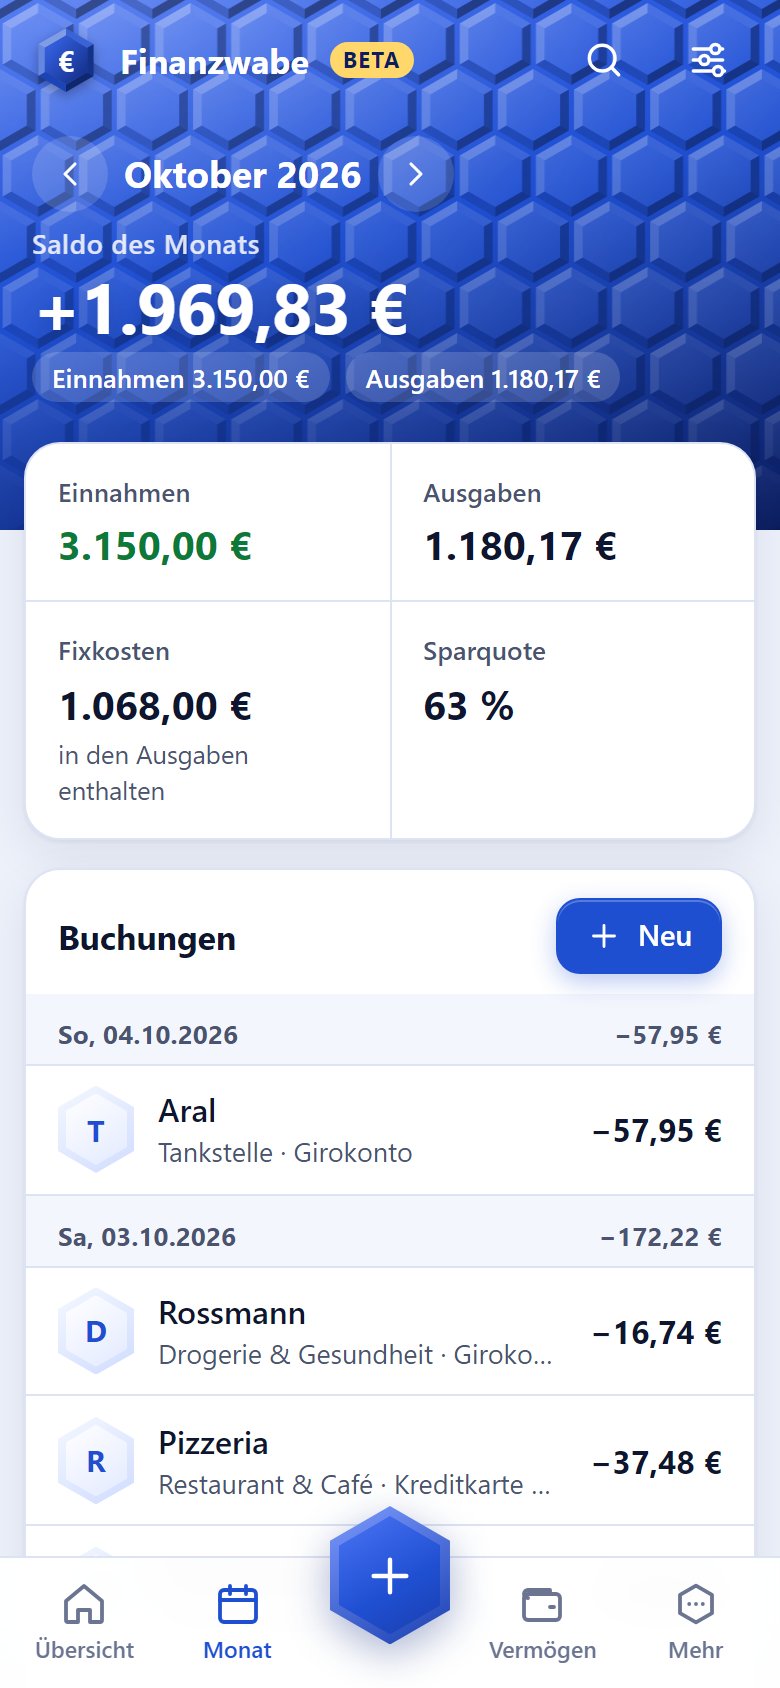 € Finanzwabe BETA
Oktober 2026
Saldo des Monats
+1.969,83 €
Einnahmen 3.150,00 € Ausgaben 1.180,17 €
Einnahmen Ausgaben
3.150,00 € 1.180,17 €
Fixkosten Sparquote
1.068,00 € 63 %
in den Ausgaben
enthalten
Buchungen + Neu
So, 04.10.2026 −57,95 €
T Aral −57,95 €
Tankstelle · Girokonto
Sa, 03.10.2026 −172,22 €
D Rossmann −16,74 €
Drogerie & Gesundheit · Giroko...
R Pizzeria −37,48 €
Restaurant & Café · Kreditkarte ...
Übersicht Monat Vermögen Mehr